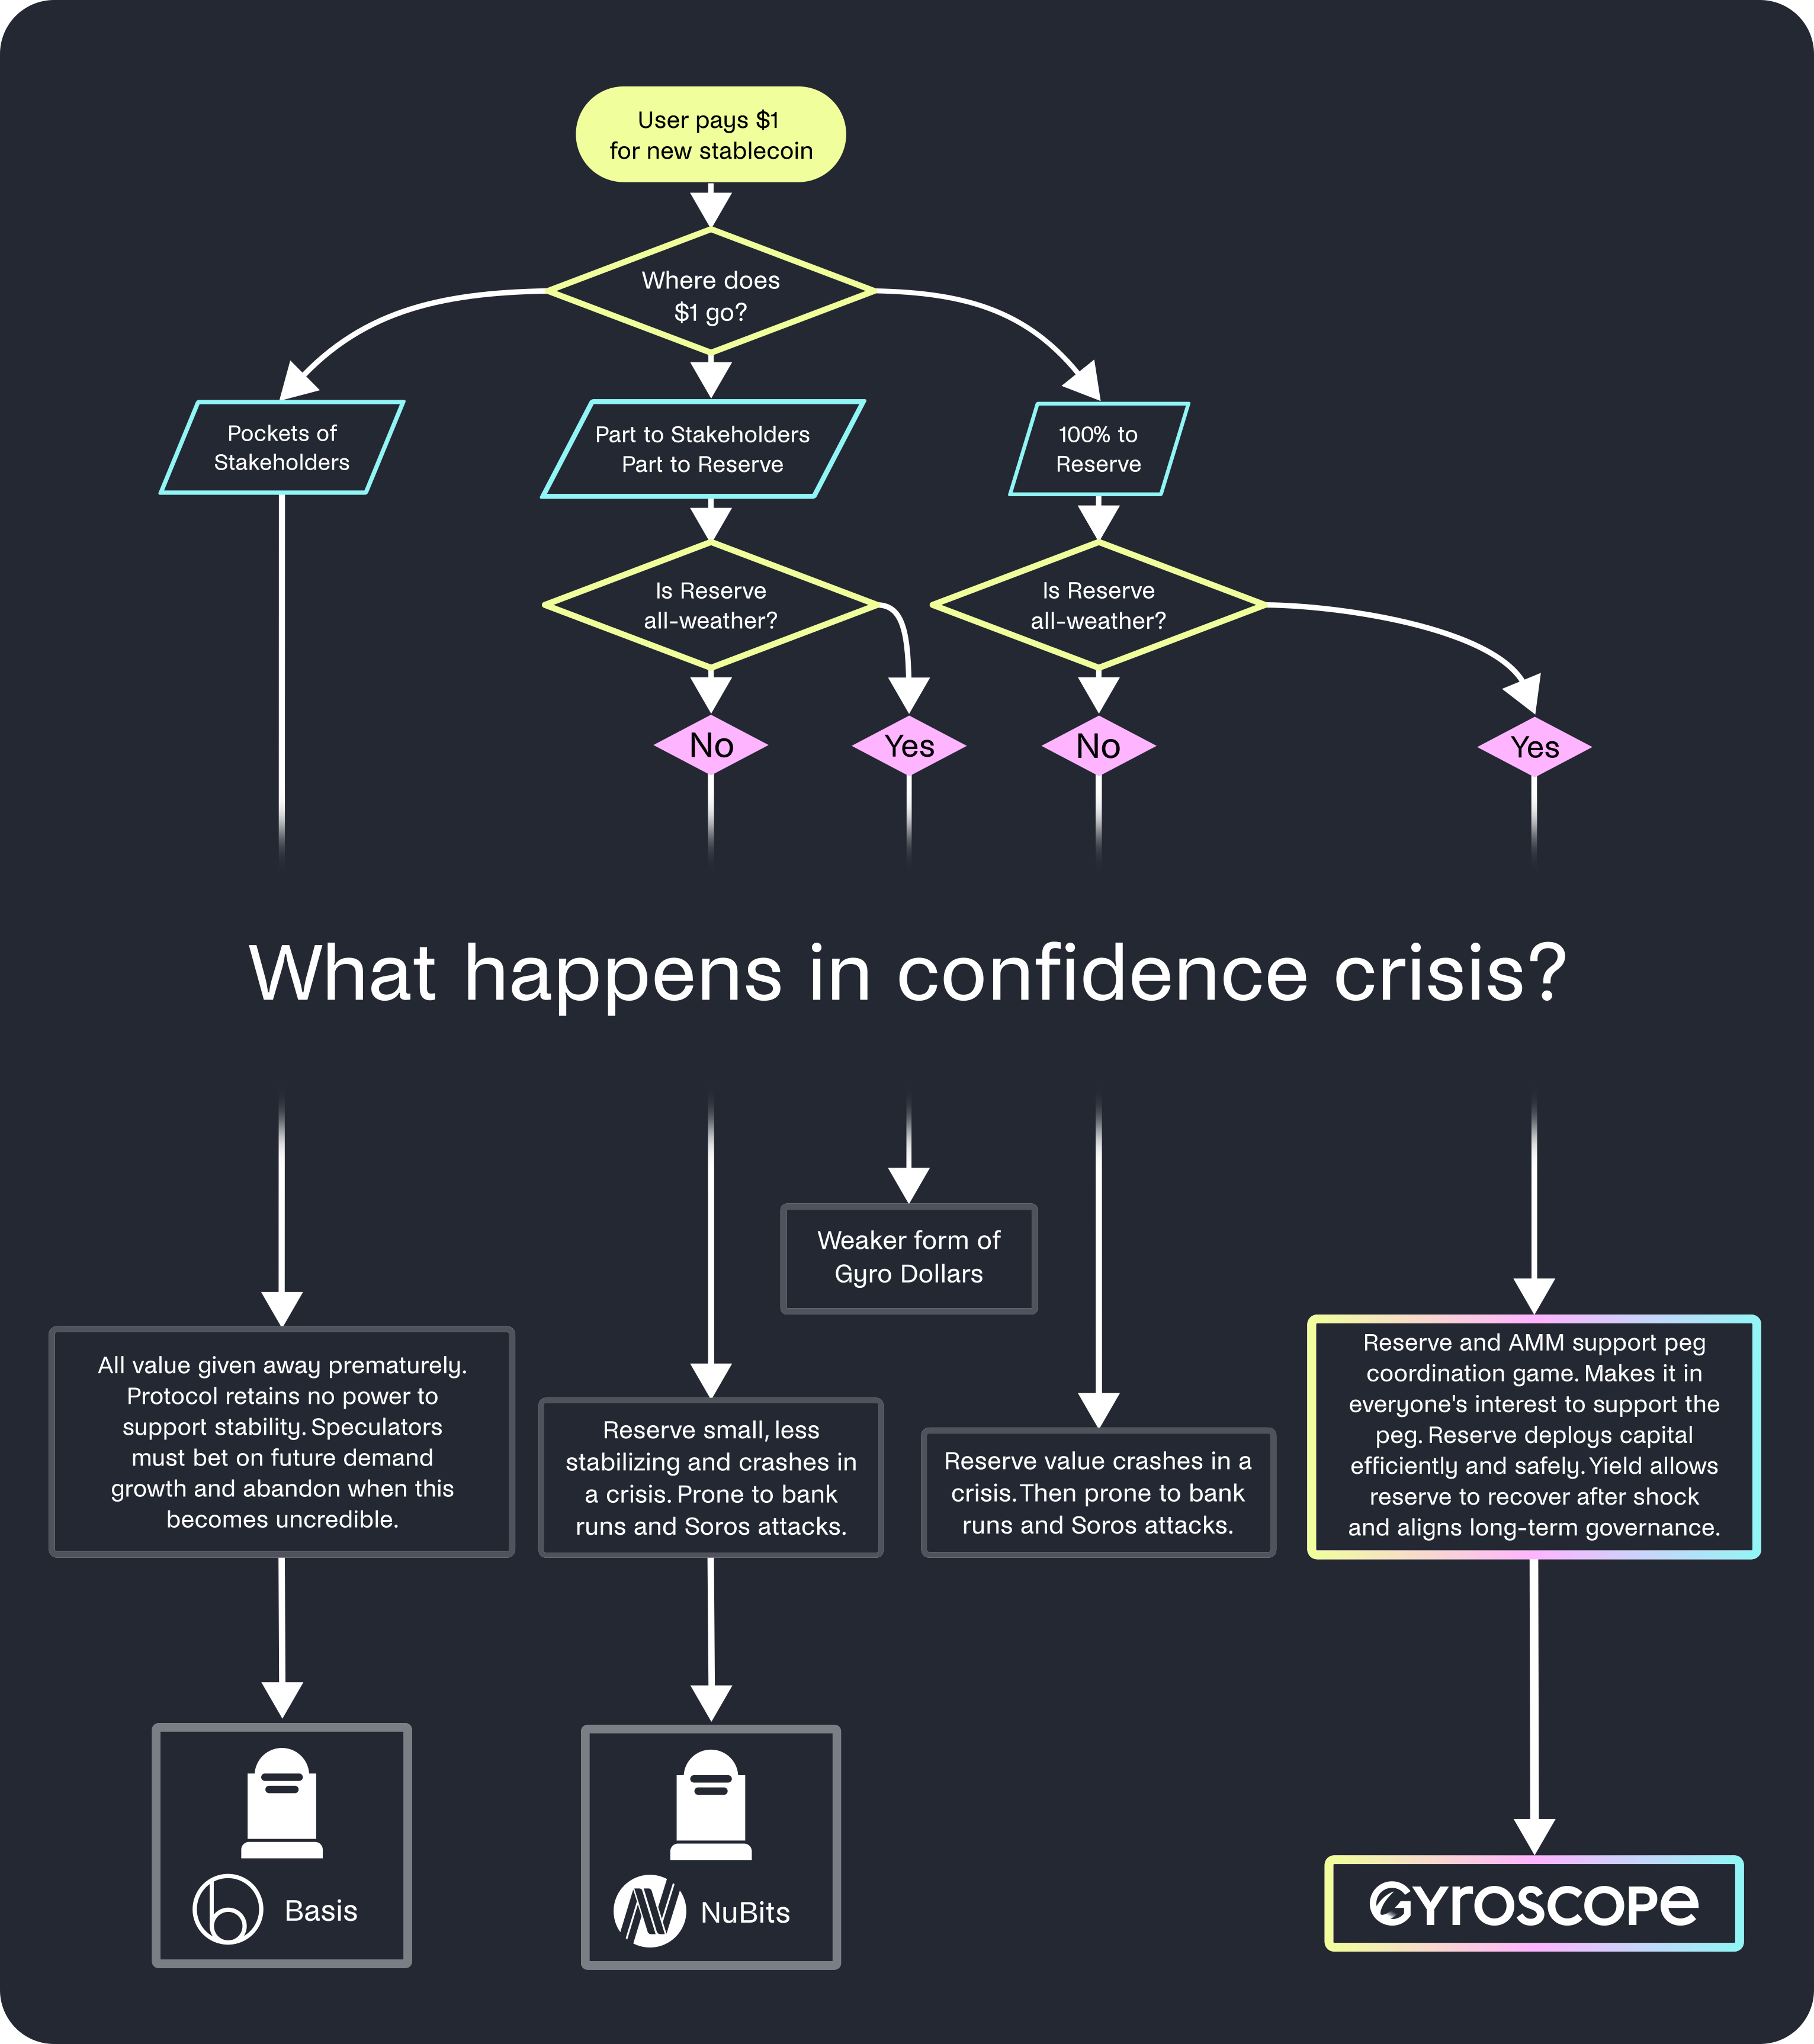 User pays $1
for new stablecoin
Where does
$1 go?
Pockets of
Stakeholders
Part to Stakeholders
Part to Reserve
100% to
Reserve
Is Reserve
all-weather?
Is Reserve
all-weather?
No
Yes
No
Yes
What happens in confidence crisis?
Weaker form of
Gyro Dollars
All value given away prematurely.
Protocol retains no power to
support stability. Speculators
must bet on future demand
growth and abandon when this
becomes uncredible.
Reserve small, less
stabilizing and crashes in
a crisis. Prone to bank
runs and Soros attacks.
Reserve value crashes in a
crisis. Then prone to bank
runs and Soros attacks.
Reserve and AMM support peg
coordination game. Makes it in
everyone's interest to support the
peg. Reserve deploys capital
efficiently and safely. Yield allows
reserve to recover after shock
and aligns long-term governance.
Basis
NuBits
GYROSCOPE